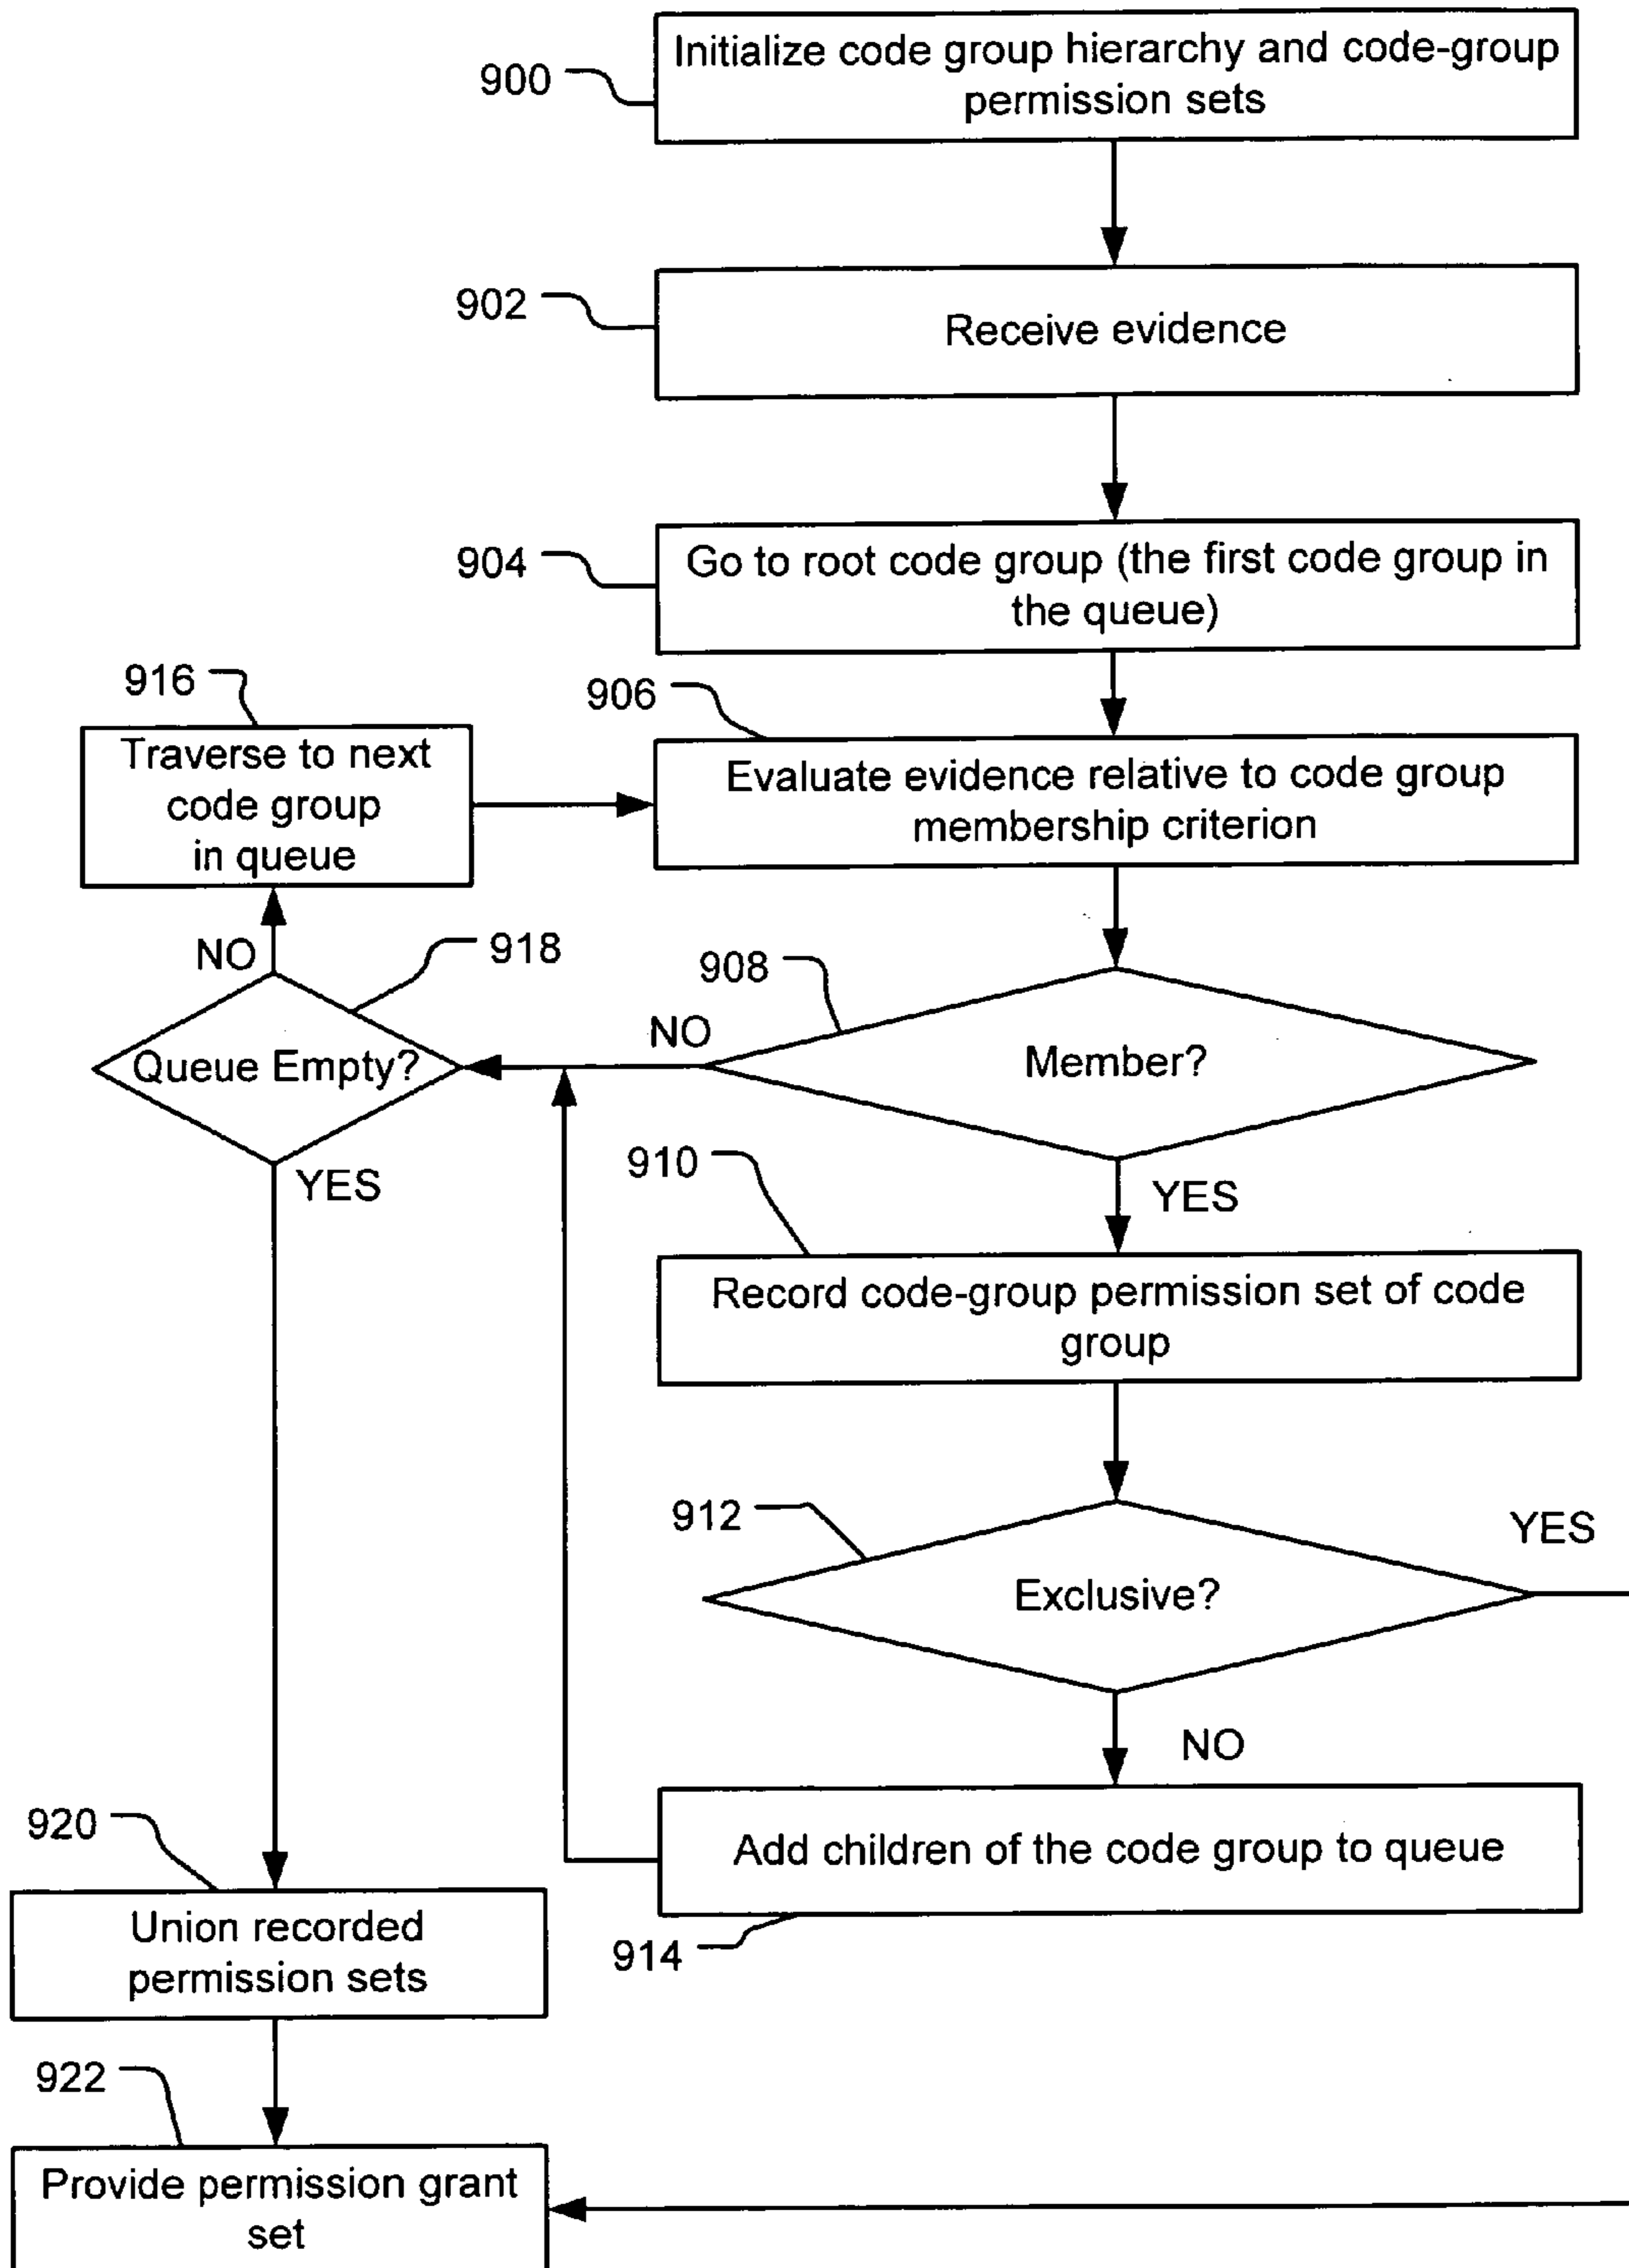 Initialize code group hierarchy and code-group
permission sets
900
902
Receive evidence
904
Go to root code group (the first code group in
the queue)
916
906
Traverse to next
code group
in queue
Evaluate evidence relative to code group
membership criterion
NO
918
908
NO
Queue Empty?
Member?
910
YES
YES
Record code-group permission set of code
group
912
YES
Exclusive?
NO
920
Add children of the code group to queue
Union recorded
permission sets
914
922
Provide permission grant
set